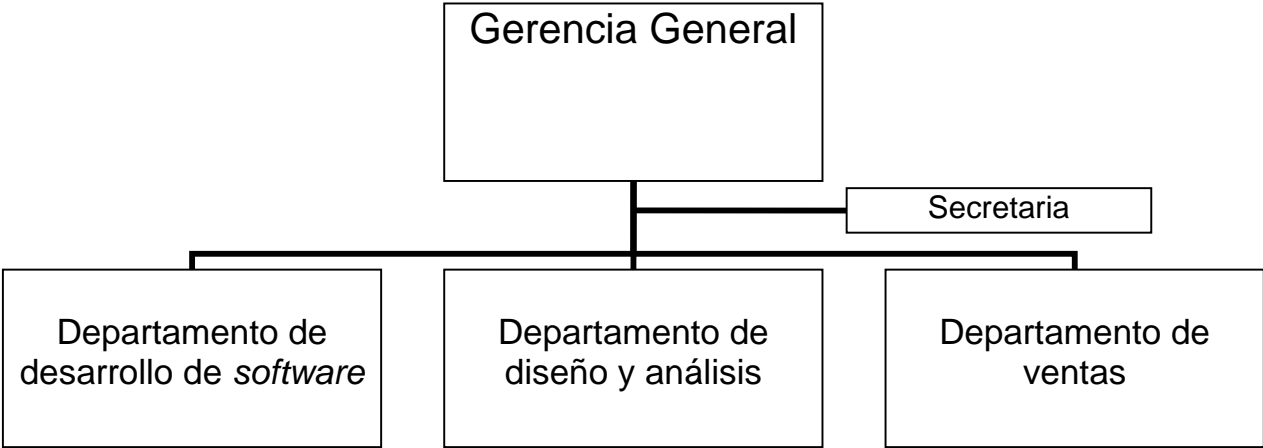 Gerencia General
Secretaria
Departamento de
desarrollo de software
Departamento de
diseño y análisis
Departamento de
ventas